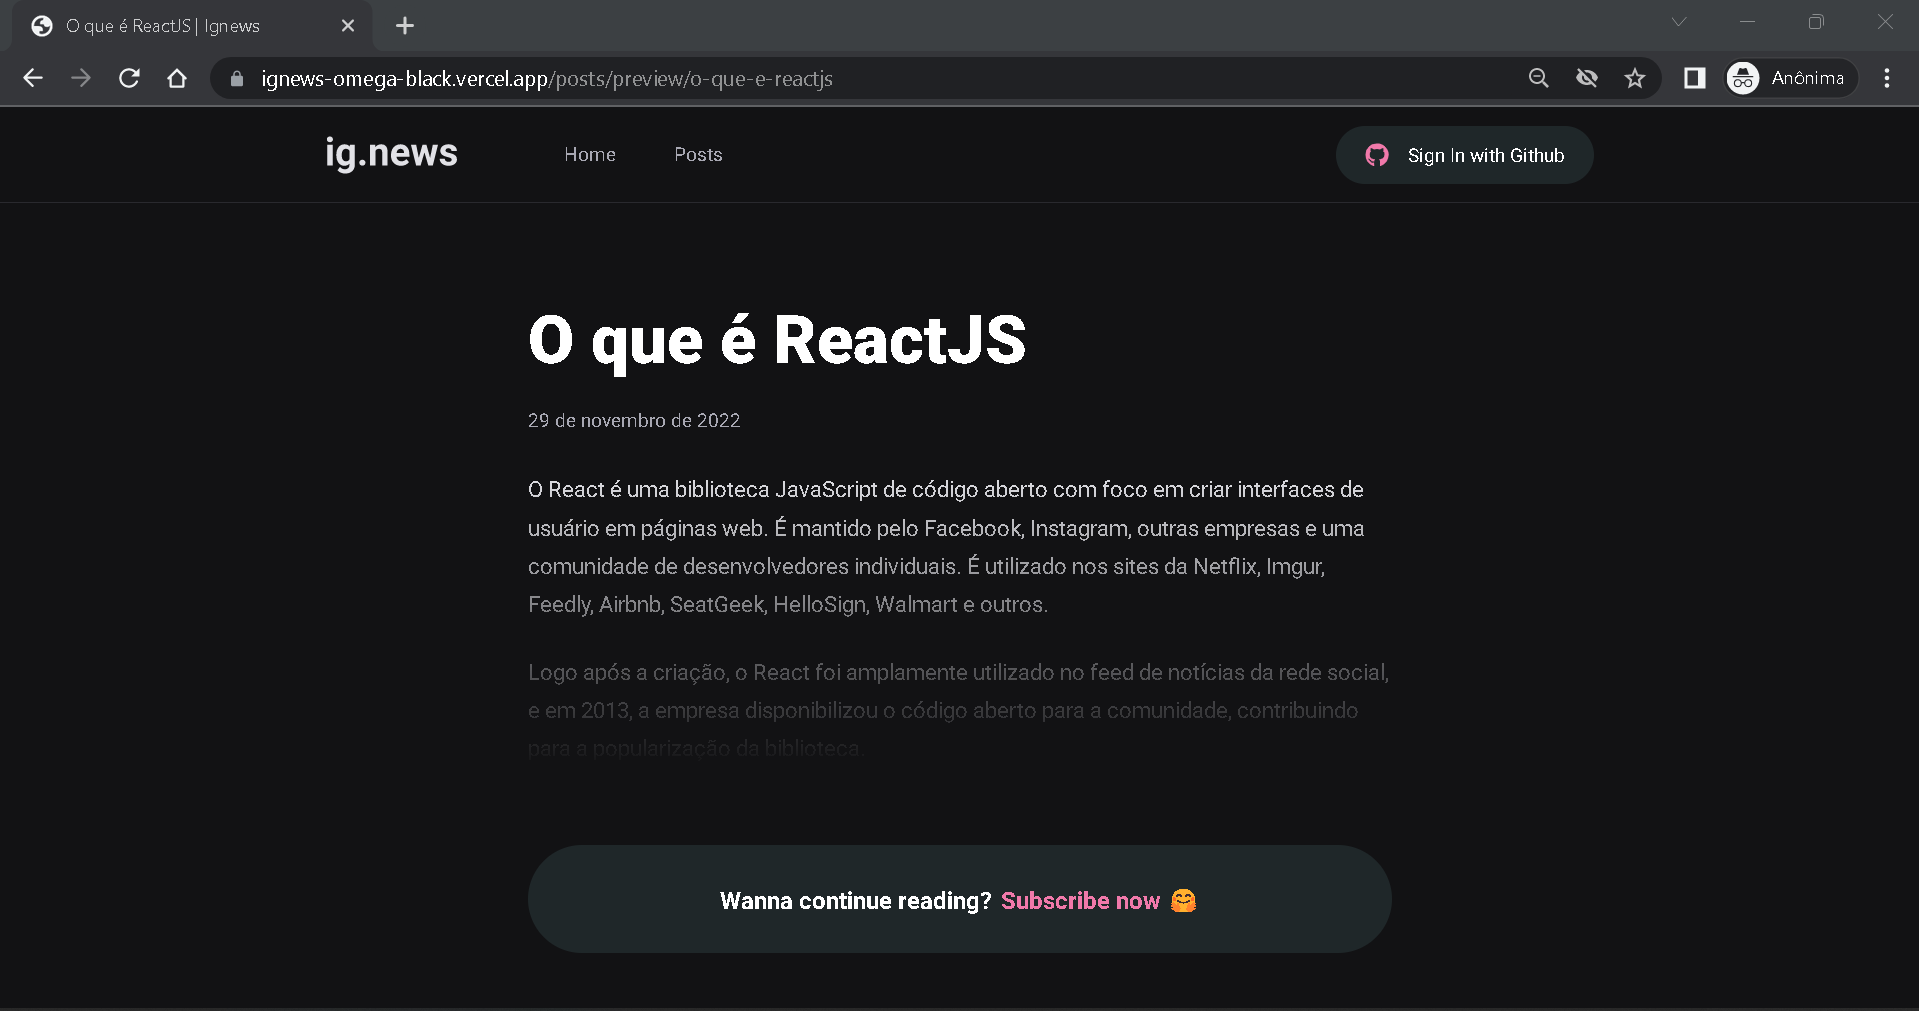 O que é ReactJS | Ignews
ignews-omega-black.vercel.app/posts/preview/o-que-e-reactjs
Anônima
ig.news
Home
Posts
Sign In with Github
O que é ReactJS
29 de novembro de 2022
O React é uma biblioteca JavaScript de código aberto com foco em criar interfaces de
usuário em páginas web. É mantido pelo Facebook, Instagram, outras empresas e uma
comunidade de desenvolvedores individuais. É utilizado nos sites da Netflix, Imgur,
Feedly, Airbnb, SeatGeek, HelloSign, Walmart e outros.
Logo após a criação, o React foi amplamente utilizado no feed de notícias da rede social,
e em 2013, a empresa disponibilizou o código aberto para a comunidade, contribuindo
para a popularização da biblioteca.
Wanna continue reading? Subscribe now 🤗